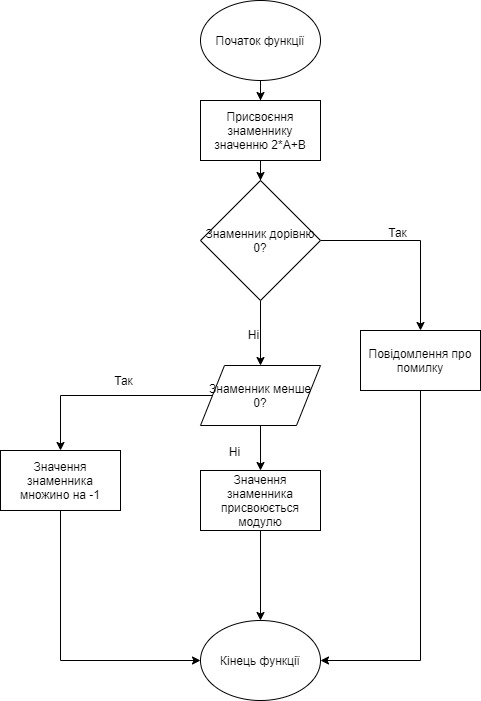 Початок функції
Присвоєння
знаменнику
значенню 2*A+B
Знаменник дорівню
0?
Так
Ні
Повідомлення про
помилку
Знаменник менше
0?
Так
Ні
Значення
знаменника
множино на -1
Значення
знаменника
присвоюється
модулю
Кінець функції